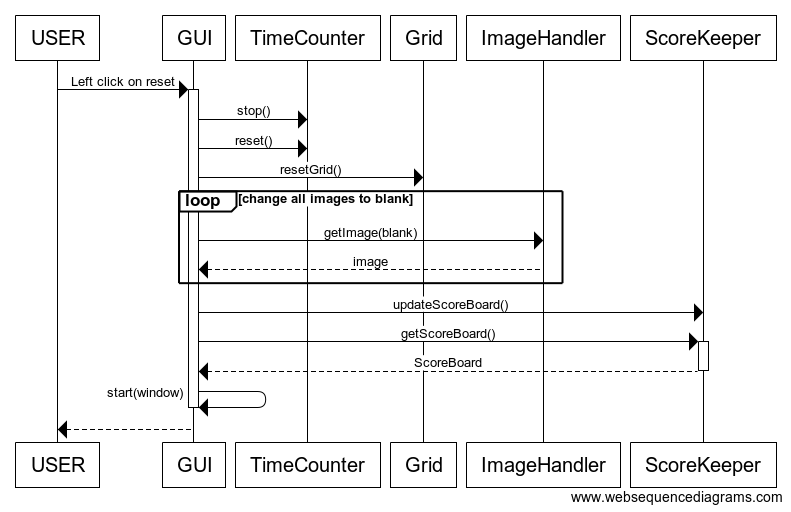 USER GUI TimeCounter Grid ImageHandler ScoreKeeper
Left click on reset
stop()
reset()
resetGrid()
loop [change all images to blank]
getImage(blank)
image
updateScoreBoard()
getScoreBoard()
ScoreBoard
start(window)
USER GUI TimeCounter Grid ImageHandler ScoreKeeper
www.websequencediagrams.com